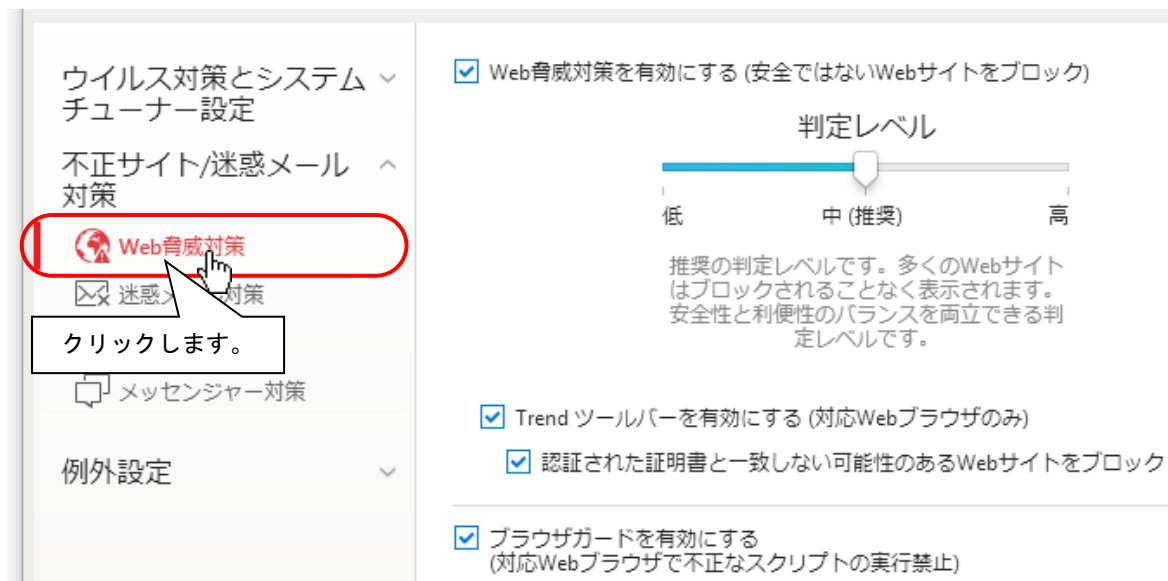 ウイルス対策とシステム
チューナー設定
不正サイト/迷惑メール
対策
Web脅威対策
迷惑
対策
クリックします。
メッセンジャー対策
例外設定
Web脅威対策を有効にする (安全ではないWebサイトをブロック)
判定レベル
低
中 (推奨)
高
推奨の判定レベルです。多くのWebサイト
はブロックされることなく表示されます。
安全性と利便性のバランスを両立できる判
定レベルです。
Trend ツールバーを有効にする (対応Webブラウザのみ)
認証された証明書と一致しない可能性のあるWebサイトをブロック
ブラウザガードを有効にする
(対応Webブラウザで不正なスクリプトの実行禁止)